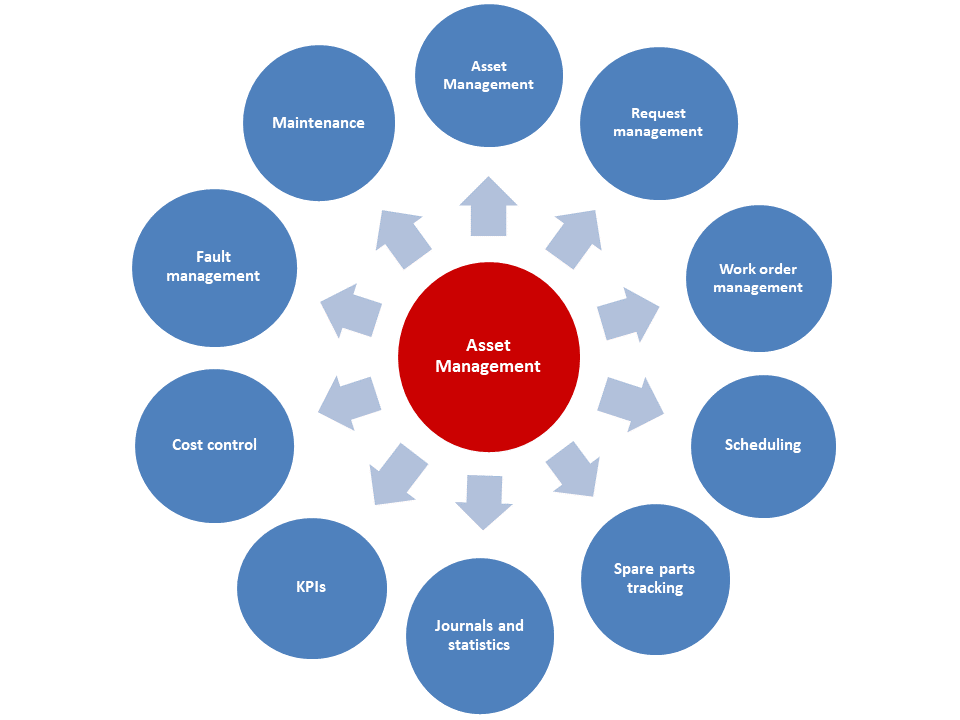 Asset
Management
Request
management
Work order
management
Scheduling
Spare parts
tracking
Journals and
statistics
KPIs
Cost control
Fault
management
Maintenance
Asset
Management